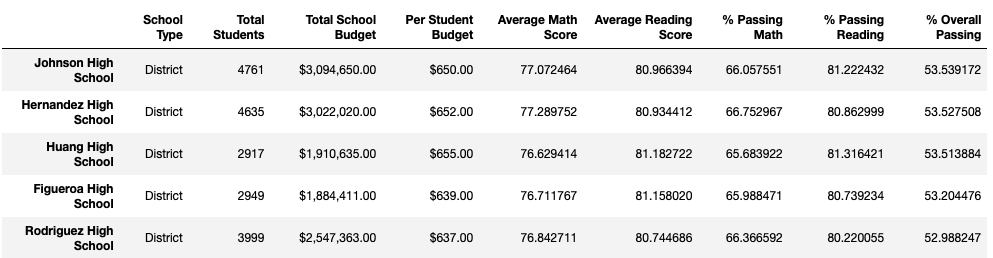 School Type Total Students Total School Budget Per Student Budget Average Math Score Average Reading Score % Passing Math % Passing Reading % Overall Passing
Johnson High School District 4761 $3,094,650.00 $650.00 77.072464 80.966394 66.057551 81.222432 53.539172
Hernandez High School District 4635 $3,022,020.00 $652.00 77.289752 80.934412 66.752967 80.862999 53.527508
Huang High School District 2917 $1,910,635.00 $655.00 76.629414 81.182722 65.683922 81.316421 53.513884
Figueroa High School District 2949 $1,884,411.00 $639.00 76.711767 81.158020 65.988471 80.739234 53.204476
Rodriguez High School District 3999 $2,547,363.00 $637.00 76.842711 80.744686 66.366592 80.220055 52.988247